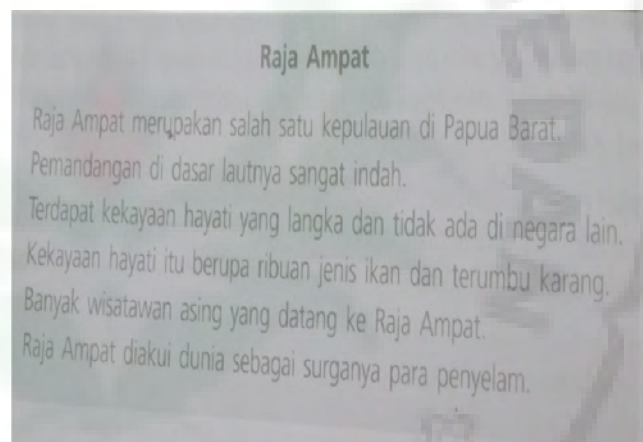 Raja Ampat
Raja Ampat merupakan salah satu kepulauan di Papua Barat.
Pemandangan di dasar lautnya sangat indah.
Terdapat kekayaan hayati yang langka dan tidak ada di negara lain.
Kekayaan hayati itu berupa ribuan jenis ikan dan terumbu karang.
Banyak wisatawan asing yang datang ke Raja Ampat.
Raja Ampat diakui dunia sebagai surganya para penyelam.